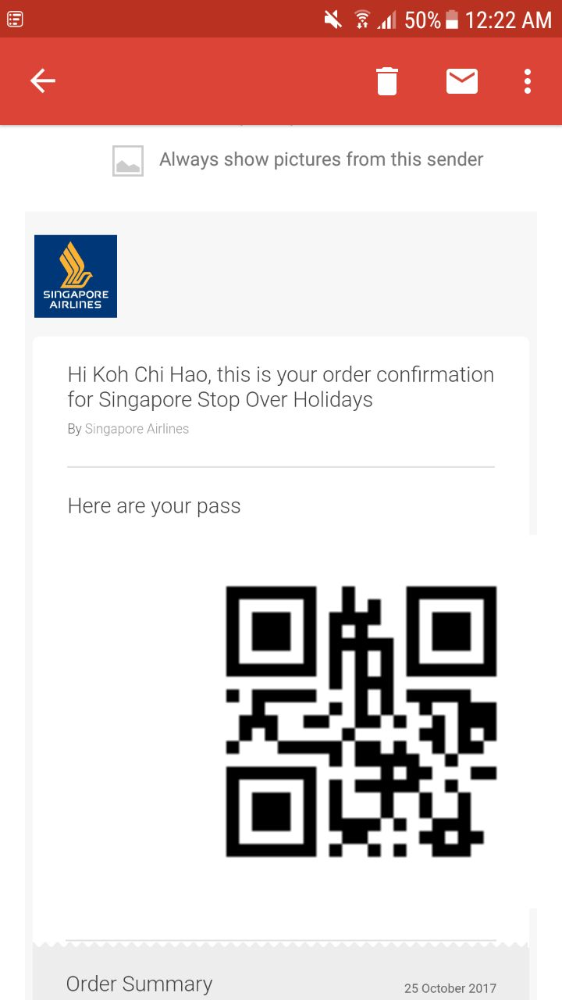 50% 12:22 AM
Always show pictures from this sender
SINGAPORE
AIRLINES
Hi Koh Chi Hao, this is your order confirmation
for Singapore Stop Over Holidays
By Singapore Airlines
Here are your pass
Order Summary
25 October 2017